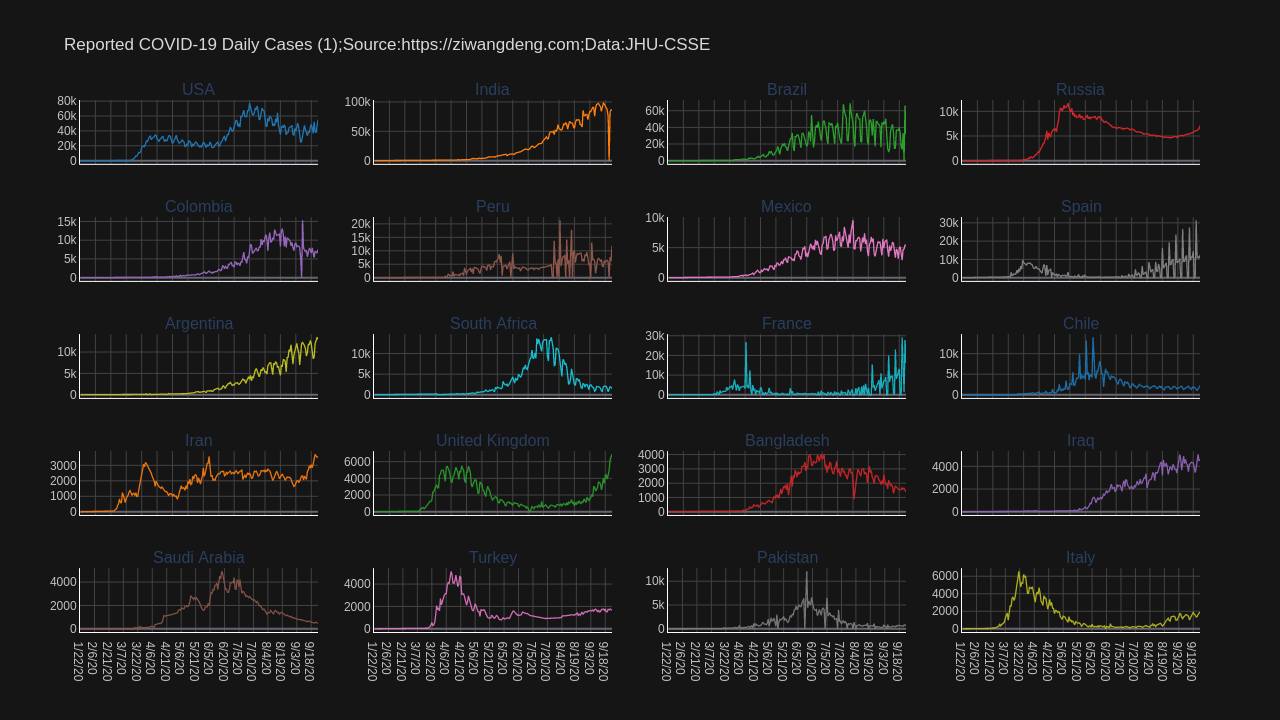 Reported COVID-19 Daily Cases (1);Source:https://ziwangdeng.com;Data:JHU-CSSE
USA
80k
60k
40k
20k
0
India
100k
50k
0
Brazil
60k
40k
20k
0
Russia
10k
5k
0
Colombia
15k
10k
5k
0
Peru
20k
15k
10k
5k
0
Mexico
10k
5k
0
Spain
30k
20k
10k
0
Argentina
10k
5k
0
South Africa
10k
5k
0
France
30k
20k
10k
0
Chile
10k
5k
0
Iran
3000
2000
1000
0
United Kingdom
6000
4000
2000
0
Bangladesh
4000
3000
2000
1000
0
Iraq
4000
2000
0
Saudi Arabia
4000
2000
0
1/22/20 2/6/20 2/21/20 3/7/20 3/22/20 4/6/20 4/21/20 5/6/20 5/21/20 6/5/20 6/20/20 7/5/20 7/20/20 8/4/20 8/19/20 9/3/20 9/18/20
Turkey
4000
2000
0
1/22/20 2/6/20 2/21/20 3/7/20 3/22/20 4/6/20 4/21/20 5/6/20 5/21/20 6/5/20 6/20/20 7/5/20 7/20/20 8/4/20 8/19/20 9/3/20 9/18/20
Pakistan
10k
5k
0
1/22/20 2/6/20 2/21/20 3/7/20 3/22/20 4/6/20 4/21/20 5/6/20 5/21/20 6/5/20 6/20/20 7/5/20 7/20/20 8/4/20 8/19/20 9/3/20 9/18/20
Italy
6000
4000
2000
0
1/22/20 2/6/20 2/21/20 3/7/20 3/22/20 4/6/20 4/21/20 5/6/20 5/21/20 6/5/20 6/20/20 7/5/20 7/20/20 8/4/20 8/19/20 9/3/20 9/18/20